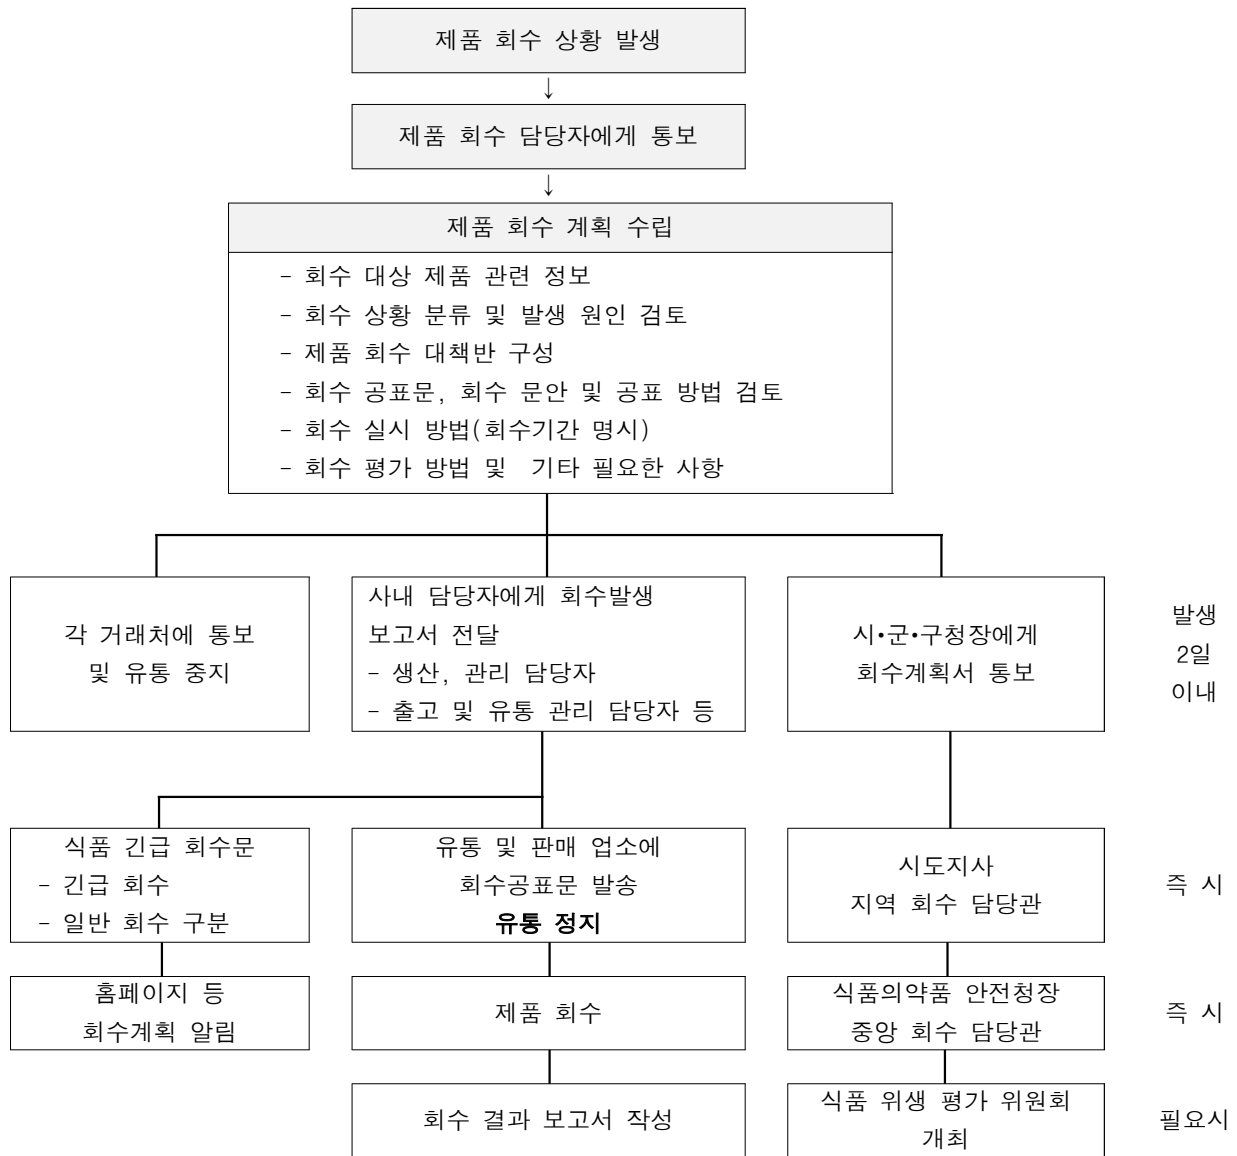 제품 회수 상황 발생
↓
제품 회수 담당자에게 통보
↓
제품 회수 계획 수립
- 회수 대상 제품 관련 정보
- 회수 상황 분류 및 발생 원인 검토
- 제품 회수 대책반 구성
- 회수 공표문, 회수 문안 및 공표 방법 검토
- 회수 실시 방법(회수기간 명시)
- 회수 평가 방법 및 기타 필요한 사항
각 거래처에 통보
및 유통 중지
사내 담당자에게 회수발생
보고서 전달
- 생산, 관리 담당자
- 출고 및 유통 관리 담당자 등
시•군•구청장에게
회수계획서 통보
발생
2일
이내
식품 긴급 회수문
- 긴급 회수
- 일반 회수 구분
유통 및 판매 업소에
회수공표문 발송
유통 정지
시도지사
지역 회수 담당관
즉 시
홈페이지 등
회수계획 알림
제품 회수
식품의약품 안전청장
중앙 회수 담당관
즉 시
회수 결과 보고서 작성
식품 위생 평가 위원회
개최
필요시